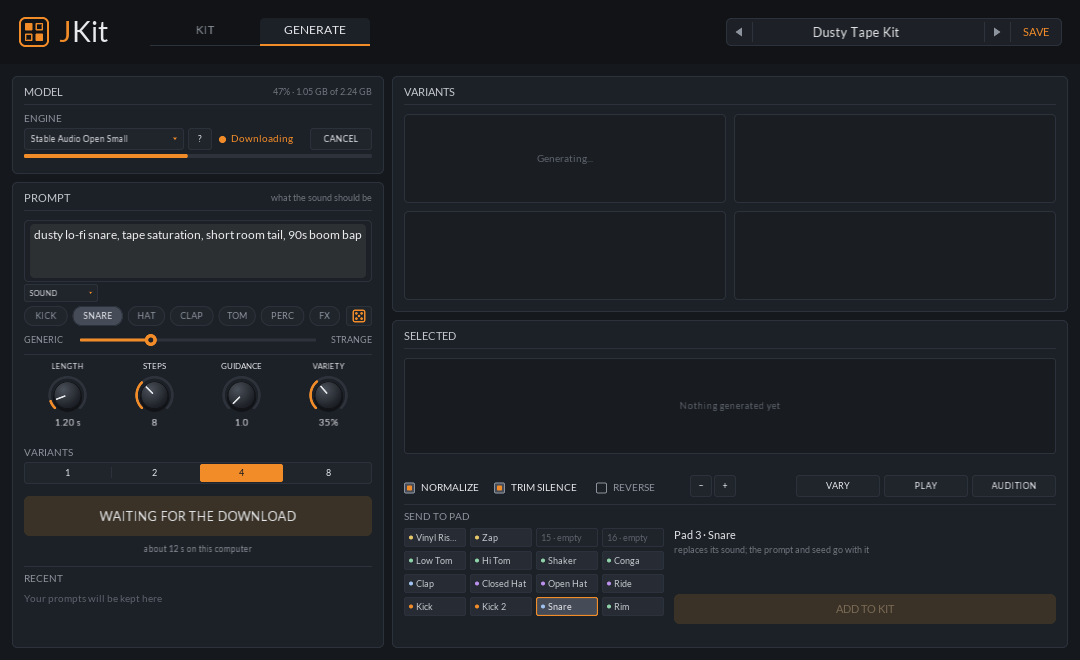 JKit
KIT
GENERATE
Dusty Tape Kit
SAVE
MODEL
47% · 1.05 GB of 2.24 GB
ENGINE
Stable Audio Open Small
?
Downloading
CANCEL
PROMPT
what the sound should be
dusty lo-fi snare, tape saturation, short room tail, 90s boom bap
SOUND
KICK
SNARE
HAT
CLAP
TOM
PERC
FX
GENERIC
STRANGE
LENGTH
STEPS
GUIDANCE
VARIETY
1.20 s
8
1.0
35%
VARIANTS
1
2
4
8
WAITING FOR THE DOWNLOAD
about 12 s on this computer
RECENT
Your prompts will be kept here
VARIANTS
Generating...
SELECTED
Nothing generated yet
NORMALIZE
TRIM SILENCE
REVERSE
-
+
VARY
PLAY
AUDITION
SEND TO PAD
Vinyl Ris...
Zap
15 · empty
16 · empty
Low Tom
Hi Tom
Shaker
Conga
Clap
Closed Hat
Open Hat
Ride
Kick
Kick 2
Snare
Rim
Pad 3 · Snare
replaces its sound; the prompt and seed go with it
ADD TO KIT